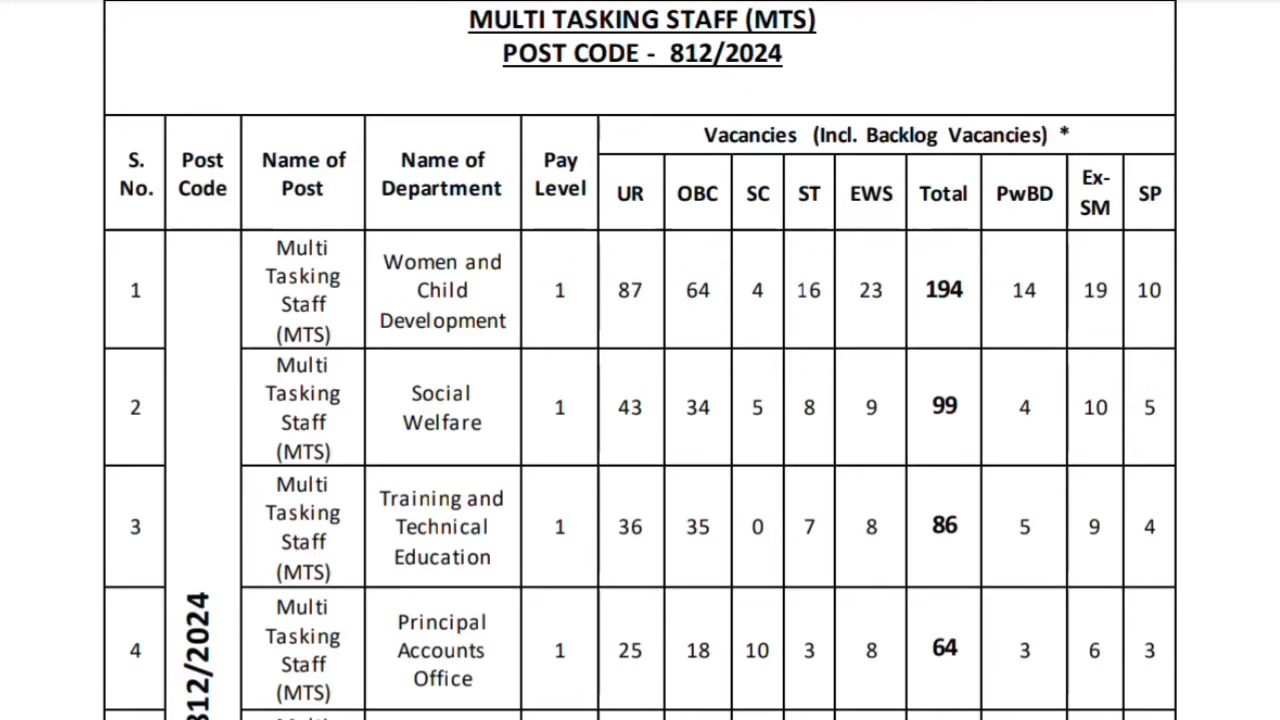 MULTI TASKING STAFF (MTS)
POST CODE - 812/2024
S. No. Post Code Name of Post Name of Department Pay Level Vacancies (Incl. Backlog Vacancies) *
UR OBC SC ST EWS Total PwBD Ex-SM SP
1 Multi Tasking Staff (MTS) Women and Child Development 1 87 64 4 16 23 194 14 19 10
2 Multi Tasking Staff (MTS) Social Welfare 1 43 34 5 8 9 99 4 10 5
3 Multi Tasking Staff (MTS) Training and Technical Education 1 36 35 0 7 8 86 5 9 4
4 Multi Tasking Staff (MTS) Principal Accounts Office 1 25 18 10 3 8 64 3 6 3
812/2024